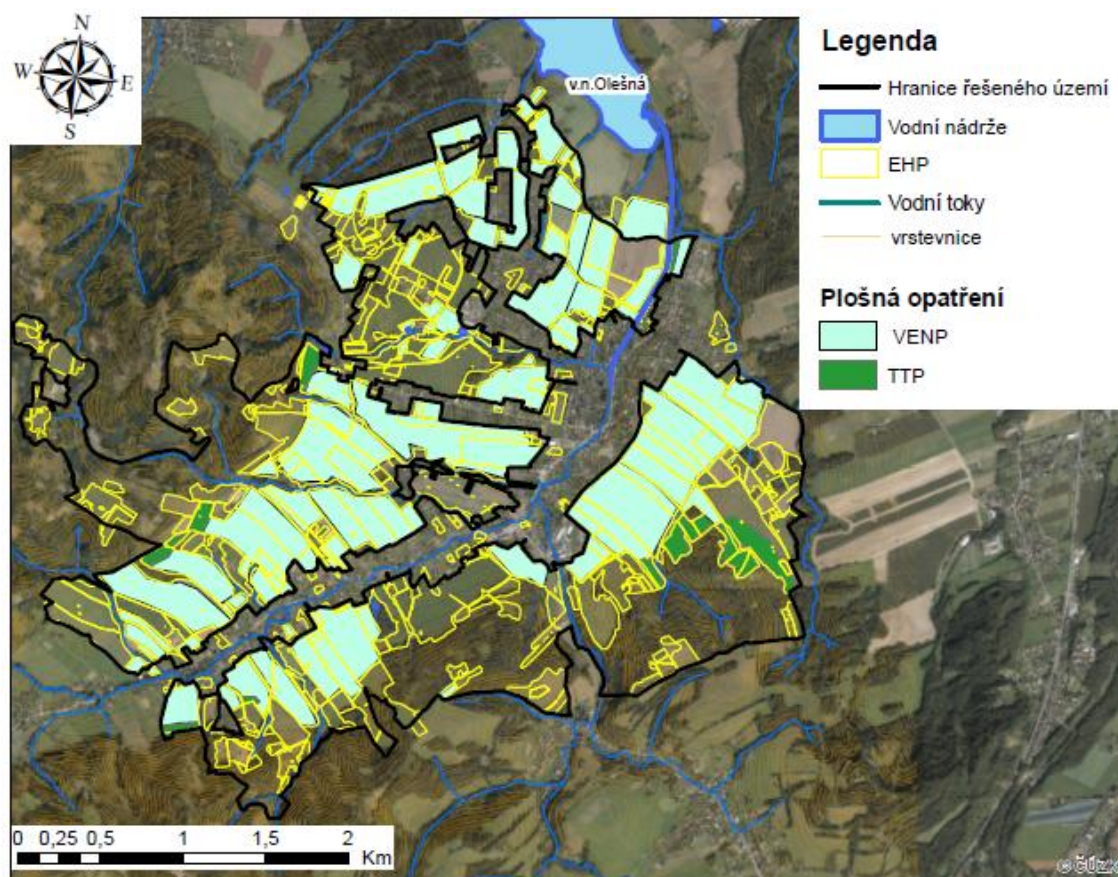 N
W
E
S
v.n.Olešná
Legenda
Hranice řešeného území
Vodní nádrže
EHP
Vodní toky
vrstevnice
Plošná opatření
VENP
TTP
0 0,25 0,5 1 1,5 2
Km
© ČÚZK